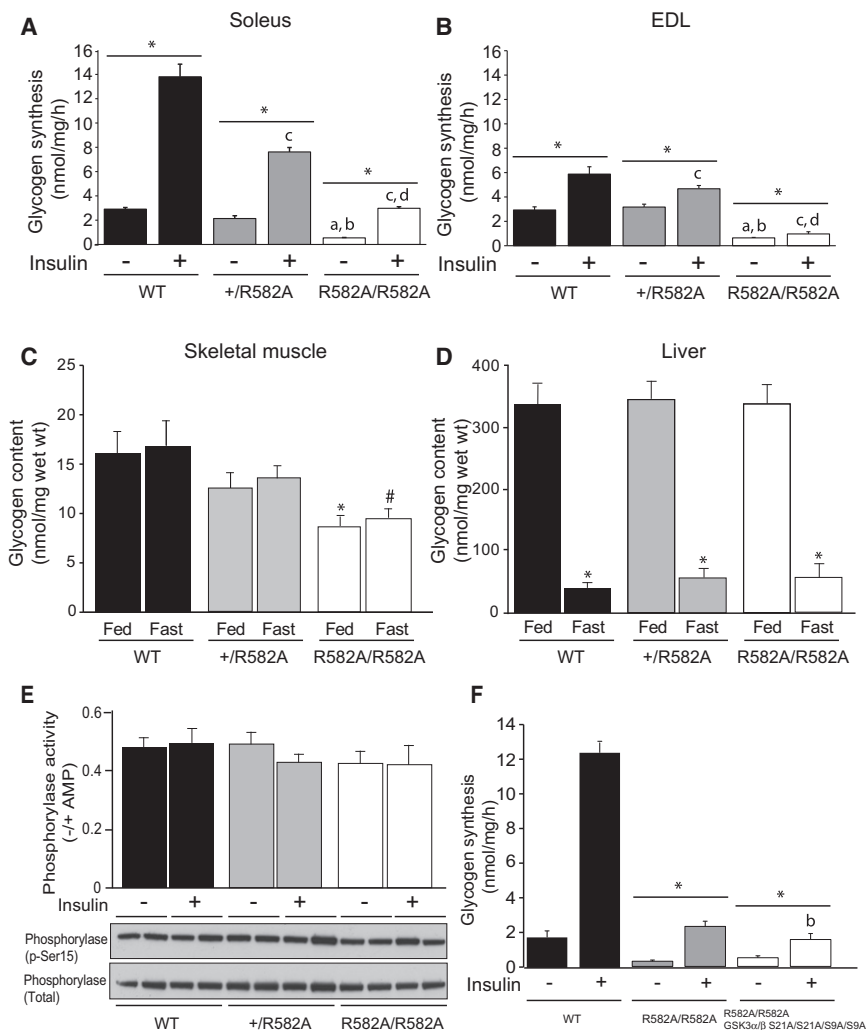 A Soleus
Glycogen synthesis
(nmol/mg/h)
16
14
12
10
8
6
4
2
0
* * *
c
a, b
c, d
Insulin - + - + - +
WT +/R582A R582A/R582A
B EDL
Glycogen synthesis
(nmol/mg/h)
16
14
12
10
8
6
4
2
0
* * *
c
a, b
c, d
- + - + - +
WT +/R582A R582A/R582A
C Skeletal muscle
Glycogen content
(nmol/mg wet wt)
25
20
15
10
5
0
* #
Fed Fast Fed Fast Fed Fast
WT +/R582A R582A/R582A
D Liver
Glycogen content
(nmol/mg wet wt)
400
300
200
100
0
* * *
Fed Fast Fed Fast Fed Fast
WT +/R582A R582A/R582A
E
Phosphorylase activity
(-/+ AMP)
0.6
0.4
0.2
0
Insulin - + - + - +
Phosphorylase
(p-Ser15)
Phosphorylase
(Total)
WT +/R582A R582A/R582A
F
Glycogen synthesis
(nmol/mg/h)
14
12
10
8
6
4
2
0
* *
b
Insulin - + - + - +
WT R582A/R582A R582A/R582A
GSK3α/β S21A/S21A/S9A/S9A